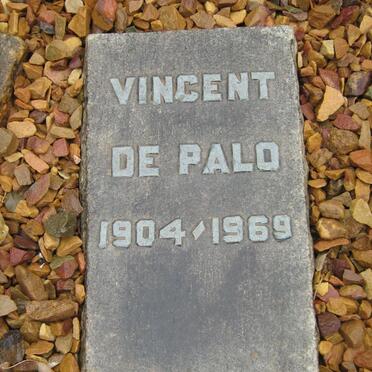 VINCENT
DE PALO
1904-1969